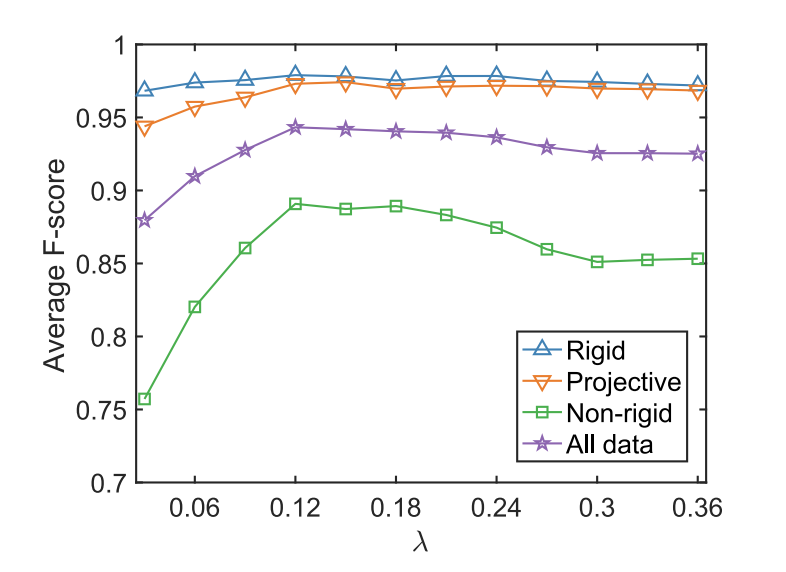 1
0.95
0.9
0.85
0.8
0.75
0.7
Average F-score
0.06 0.12 0.18 0.24 0.3 0.36
λ
Rigid
Projective
Non-rigid
All data